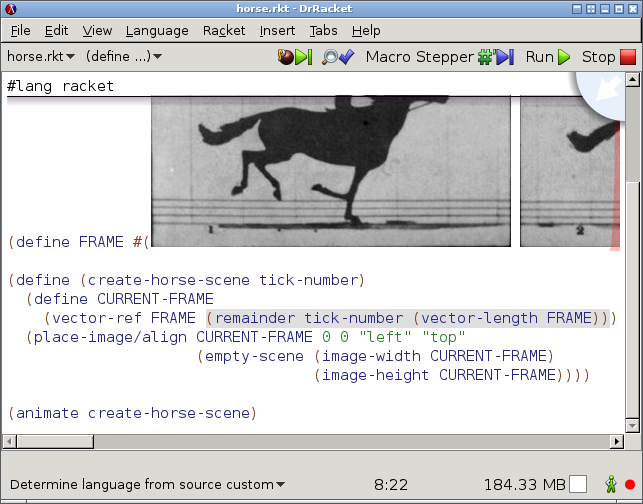 horse.rkt - DrRacket
File Edit View Language Racket Insert Tabs Help
horse.rkt (define ...) Macro Stepper # Run Stop
#lang racket
1 2
(define FRAME #(
(define (create-horse-scene tick-number)
(define CURRENT-FRAME
(vector-ref FRAME (remainder tick-number (vector-length FRAME)))
(place-image/align CURRENT-FRAME 0 0 "left" "top"
(empty-scene (image-width CURRENT-FRAME)
(image-height CURRENT-FRAME))))
(animate create-horse-scene)
Determine language from source custom 8:22 184.33 MB